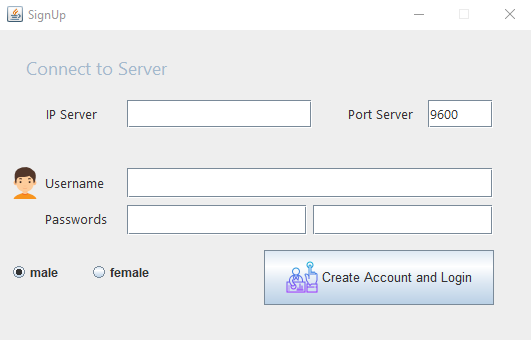 SignUp
Connect to Server
IP Server
Port Server 9600
Username
Passwords
male female
Create Account and Login